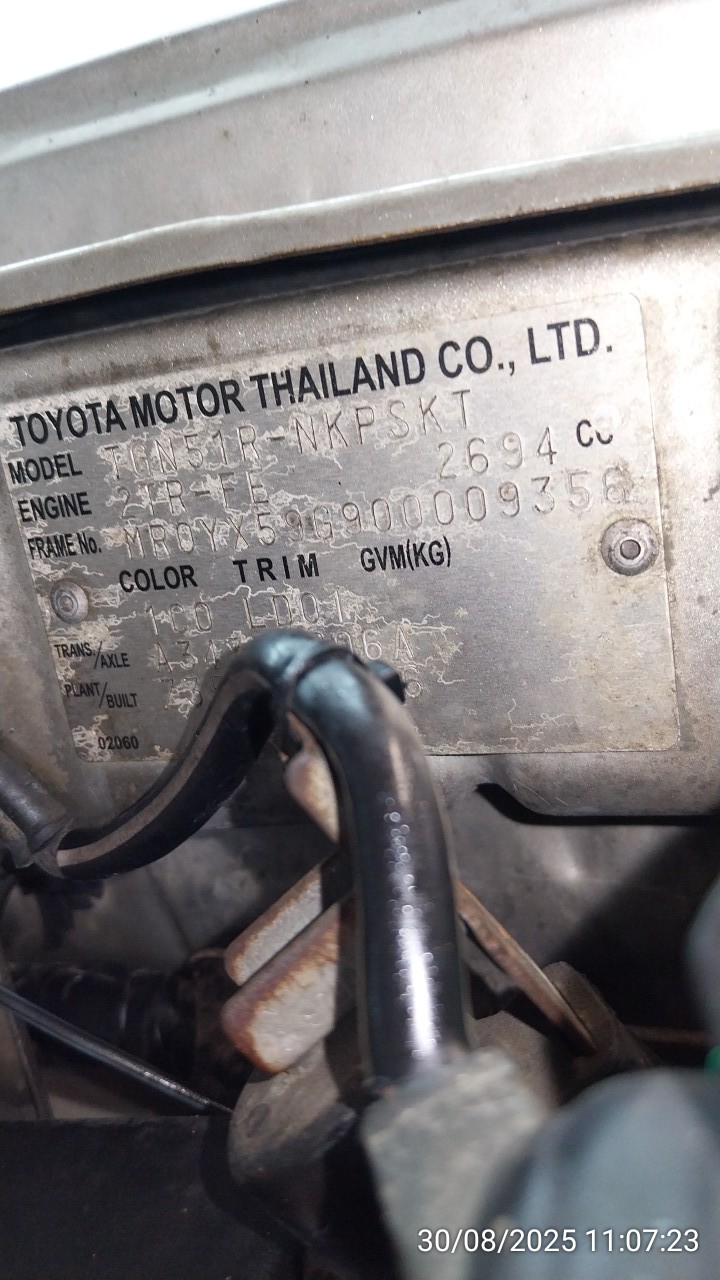 TOYOTA MOTOR THAILAND CO., LTD.
MODEL TGN51R-NKPSKT
ENGINE 2TR-FE 2694 CC
FRAME No. MR0YX59G900009356
COLOR TRIM GVM(KG)
1C0 LD01
TRANS./AXLE
PLANT/BUILT
02060
30/08/2025 11:07:23